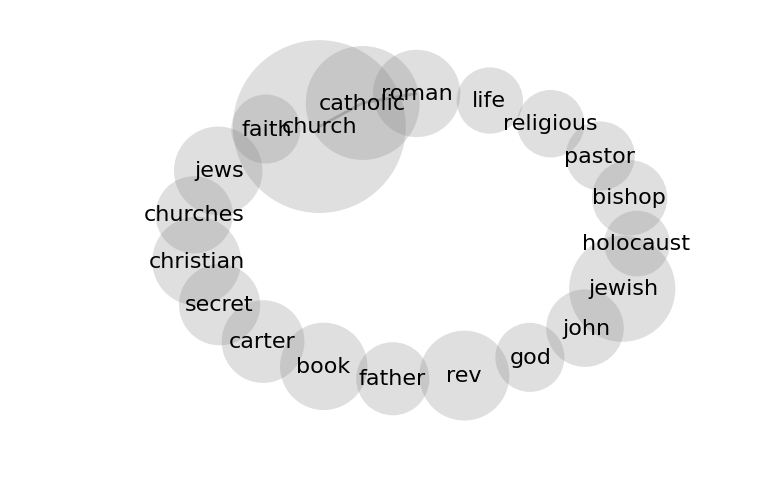 roman
life
catholic
religious
church
faith
pastor
jews
bishop
churches
holocaust
christian
jewish
secret
john
carter
god
book
rev
father